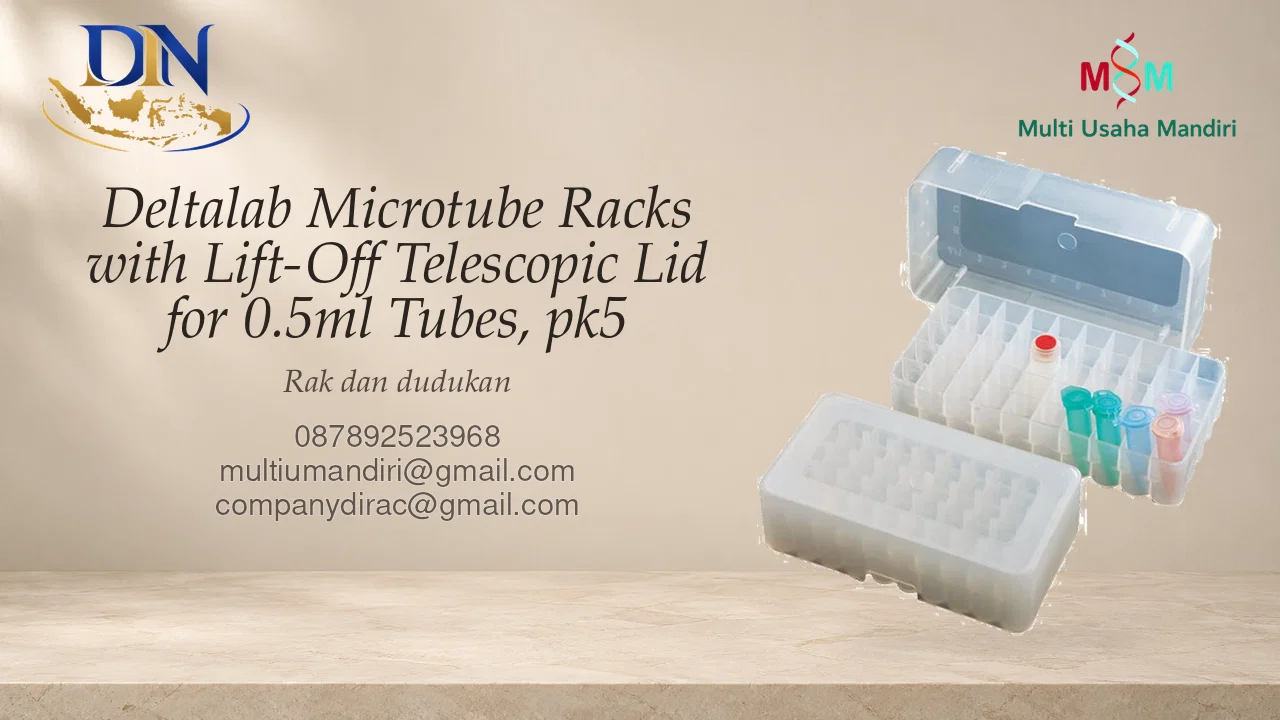 DN
M M
Multi Usaha Mandiri
Deltalab Microtube Racks
with Lift-Off Telescopic Lid
for 0.5ml Tubes, pk5
Rak dan dudukan
087892523968
multiumandiri@gmail.com
companydirac@gmail.com